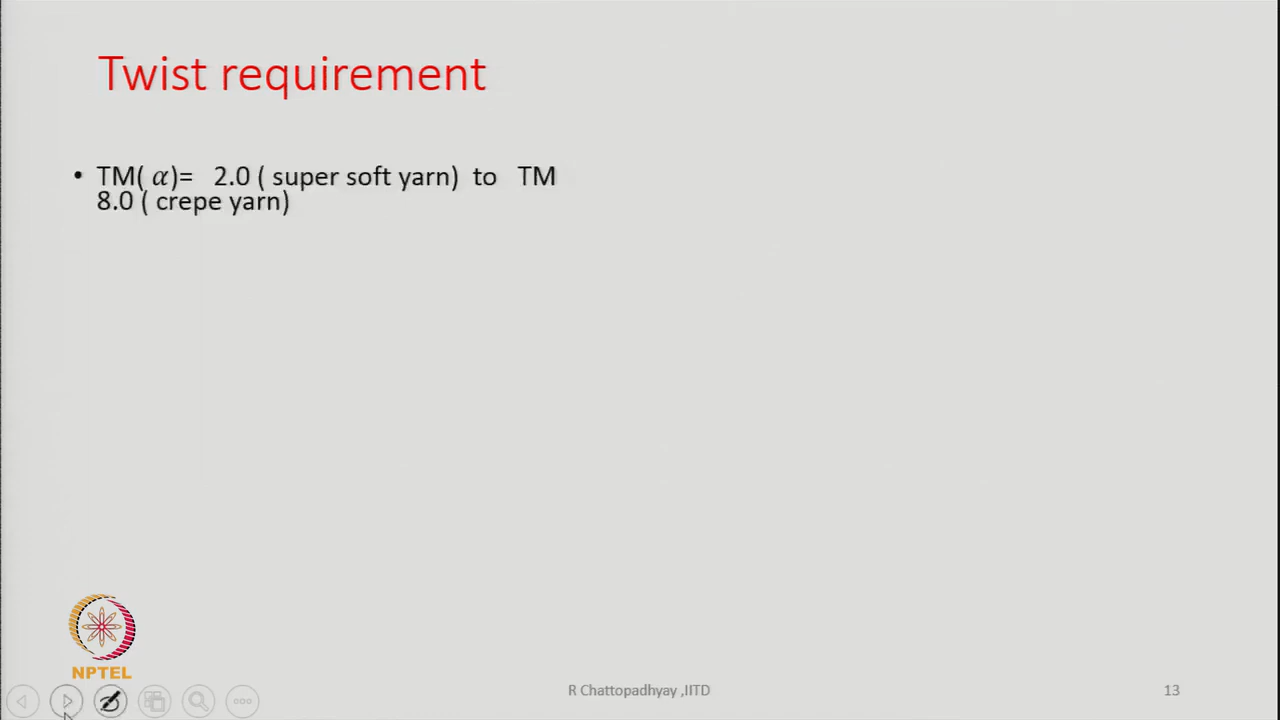 Twist requirement
• TM( 𝛼)= 2.0 ( super soft yarn) to TM
8.0 ( crepe yarn)
NPTEL
R Chattopadhyay ,IITD
13